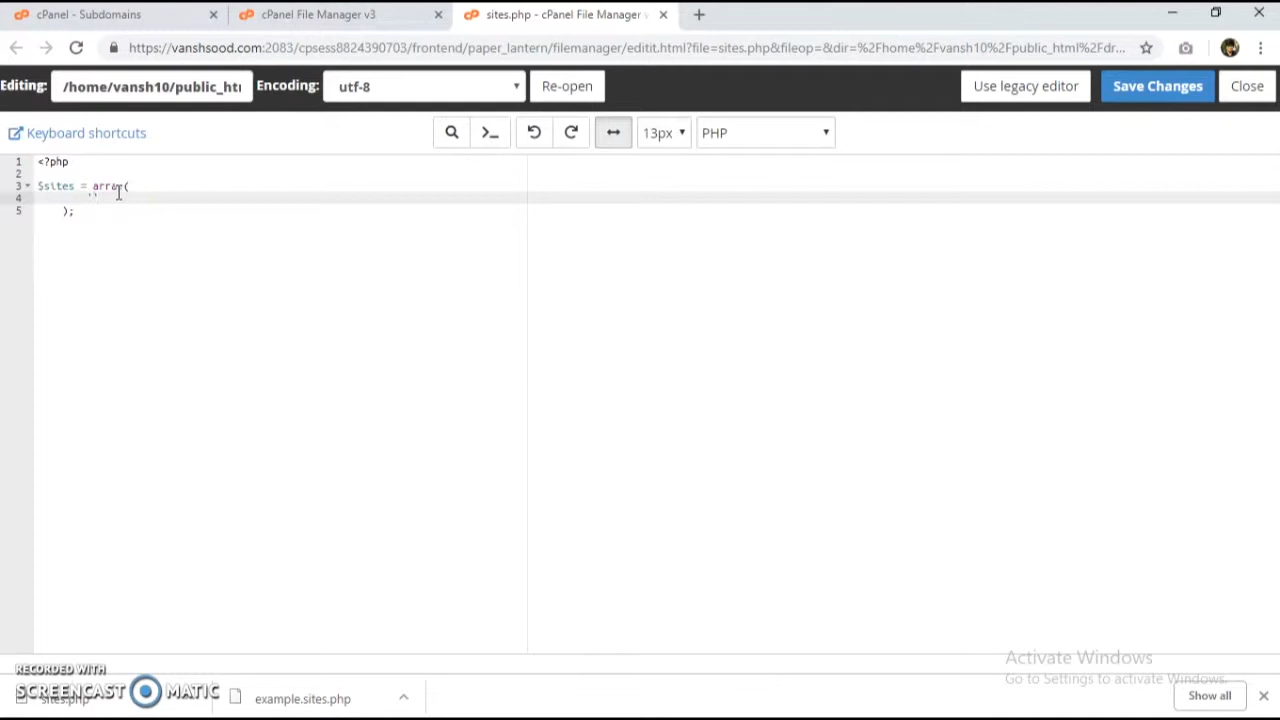 cPanel - Subdomains
cPanel File Manager v3
sites.php - cPanel File Manager v
https://vanshsood.com:2083/cpsess8824390703/frontend/paper_lantern/filemanager/editit.html?file=sites.php&fileop=&dir=%2Fhome%2Fvansh10%2Fpublic_html%2Fdr...
Editing: /home/vansh10/public_htı Encoding: utf-8 Re-open Use legacy editor Save Changes Close
Keyboard shortcuts 13px PHP
1 <?php
2
3 $sites = array(
4 ''
5 );
Activate Windows
Go to Settings to activate Windows.
RECORDED WITH
SCREENCAST MATIC
sites.php
example.sites.php
Show all